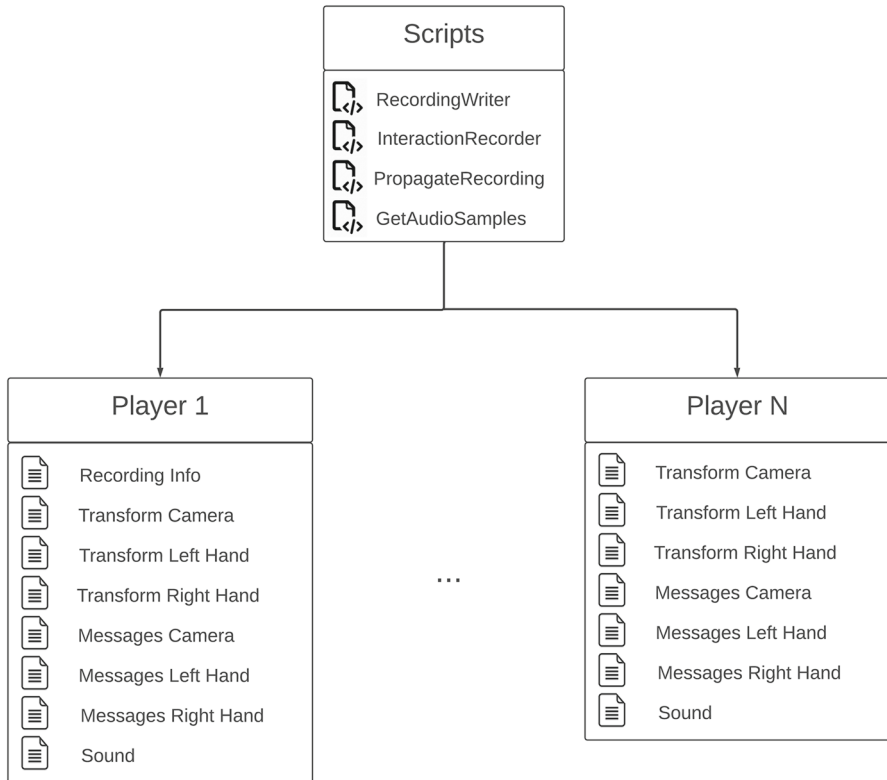 Scripts
RecordingWriter
InteractionRecorder
PropagateRecording
GetAudioSamples
Player 1
Recording Info
Transform Camera
Transform Left Hand
Transform Right Hand
Messages Camera
Messages Left Hand
Messages Right Hand
Sound
...
Player N
Transform Camera
Transform Left Hand
Transform Right Hand
Messages Camera
Messages Left Hand
Messages Right Hand
Sound